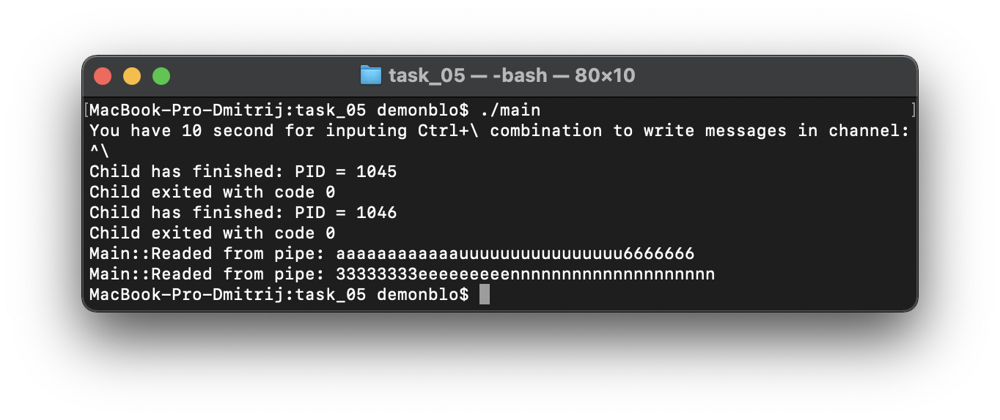 task_05 — -bash — 80×10
MacBook-Pro-Dmitrij:task_05 demonblo$ ./main
You have 10 second for inputing Ctrl+\ combination to write messages in channel:
^\
Child has finished: PID = 1045
Child exited with code 0
Child has finished: PID = 1046
Child exited with code 0
Main::Readed from pipe: aaaaaaaaaaaauuuuuuuuuuuuuuuu6666666
Main::Readed from pipe: 33333333eeeeeeeeennnnnnnnnnnnnnnnnnnn
MacBook-Pro-Dmitrij:task_05 demonblo$